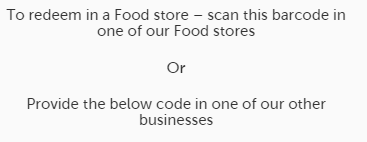 To redeem in a Food store – scan this barcode in
one of our Food stores
Or
Provide the below code in one of our other
businesses